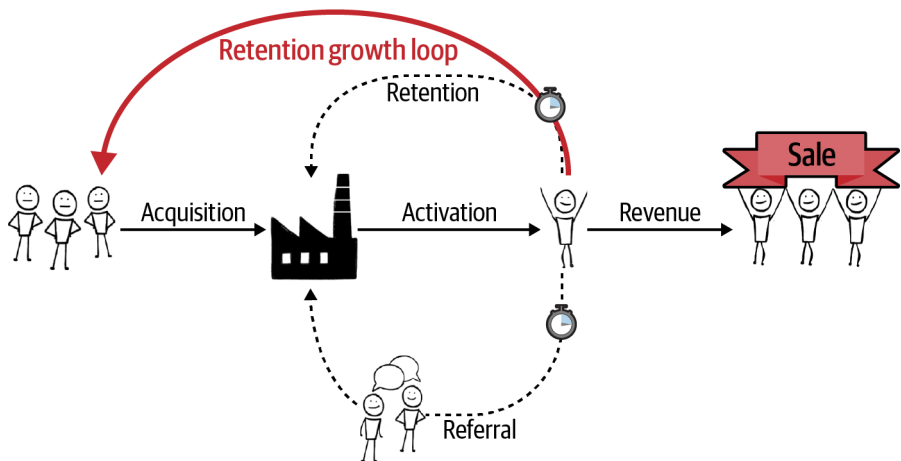 Retention growth loop
Retention
Sale
Acquisition
Activation
Revenue
Referral